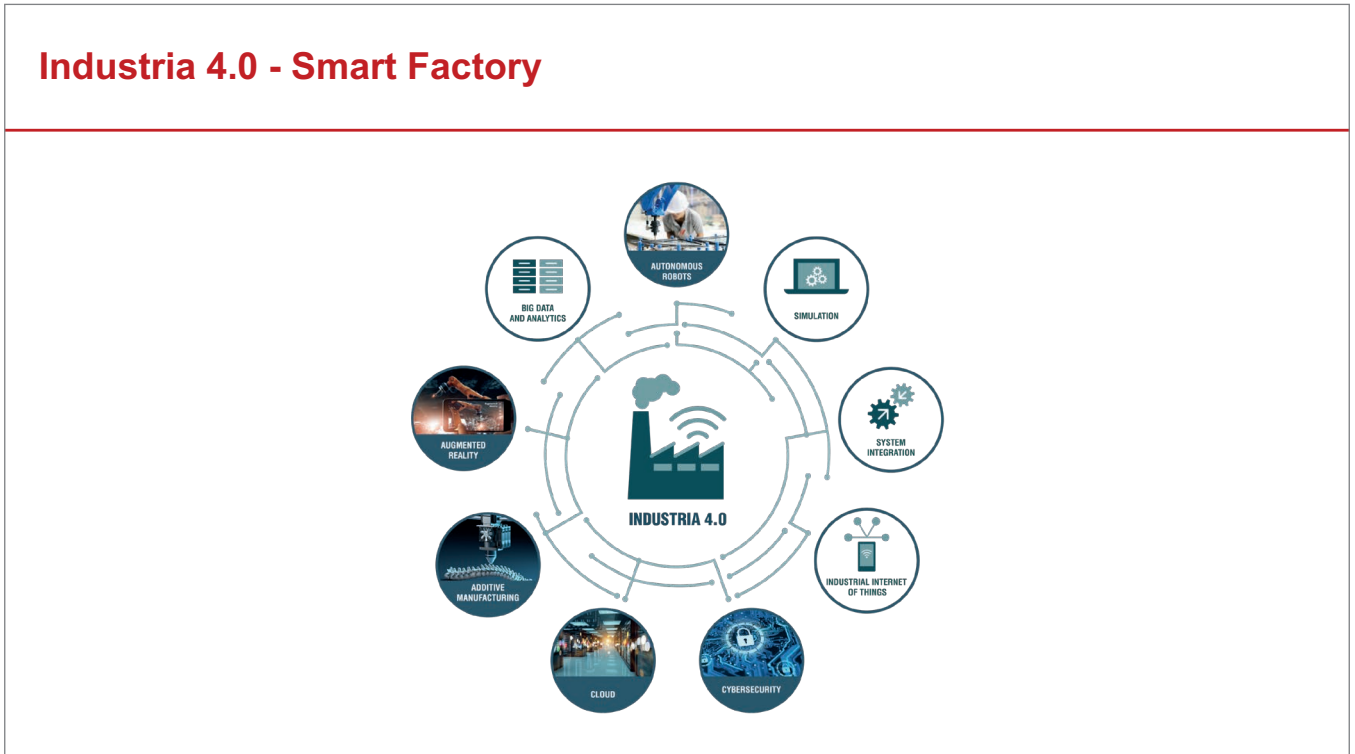 Industria 4.0 - Smart Factory
AUTONOMOUS
ROBOTS
BIG DATA
AND ANALYTICS
SIMULATION
AUGMENTED
REALITY
SYSTEM
INTEGRATION
INDUSTRIA 4.0
ADDITIVE
MANUFACTURING
INDUSTRIAL INTERNET
OF THINGS
CLOUD
CYBERSECURITY